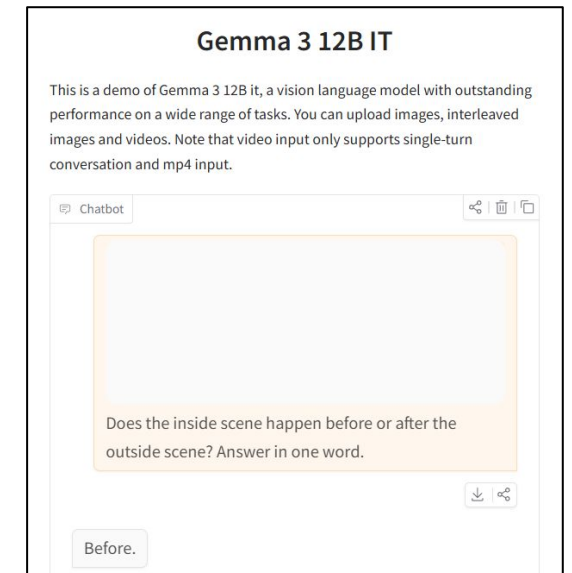 Gemma 3 12B IT
This is a demo of Gemma 3 12B it, a vision language model with outstanding
performance on a wide range of tasks. You can upload images, interleaved
images and videos. Note that video input only supports single-turn
conversation and mp4 input.
Chatbot
Does the inside scene happen before or after the
outside scene? Answer in one word.
Before.